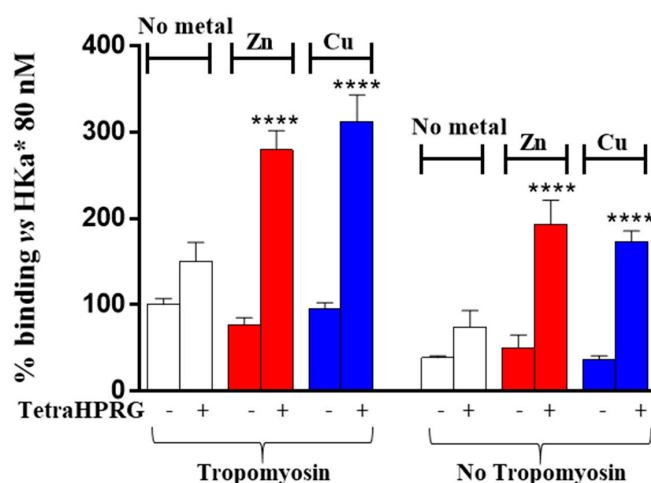 No metal
Zn
Cu
400
300
200
100
0
% binding vs HKa* 80 nM
****
****
No metal
Zn
Cu
****
****
TetraHPRG - + - + - + - + - + - +
Tropomyosin
No Tropomyosin